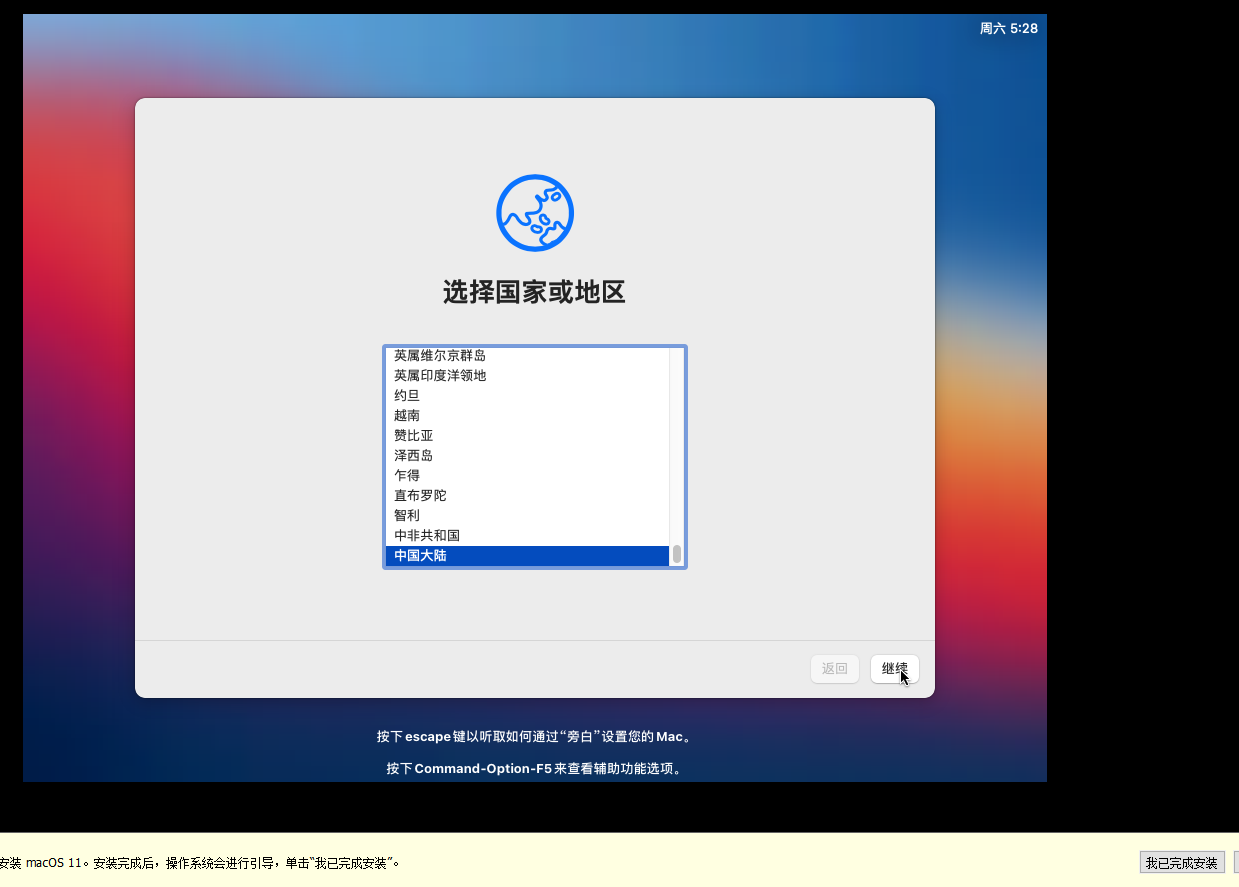 周六 5:28
选择国家或地区
英属维尔京群岛
英属印度洋领地
约旦
越南
赞比亚
泽西岛
乍得
直布罗陀
智利
中非共和国
中国大陆
返回
继续
按下 escape 键以听取如何通过“旁白”设置您的 Mac。
按下 Command-Option-F5 来查看辅助功能选项。
安装 macOS 11。安装完成后，操作系统会进行引导，单击“我已完成安装”。
我已完成安装